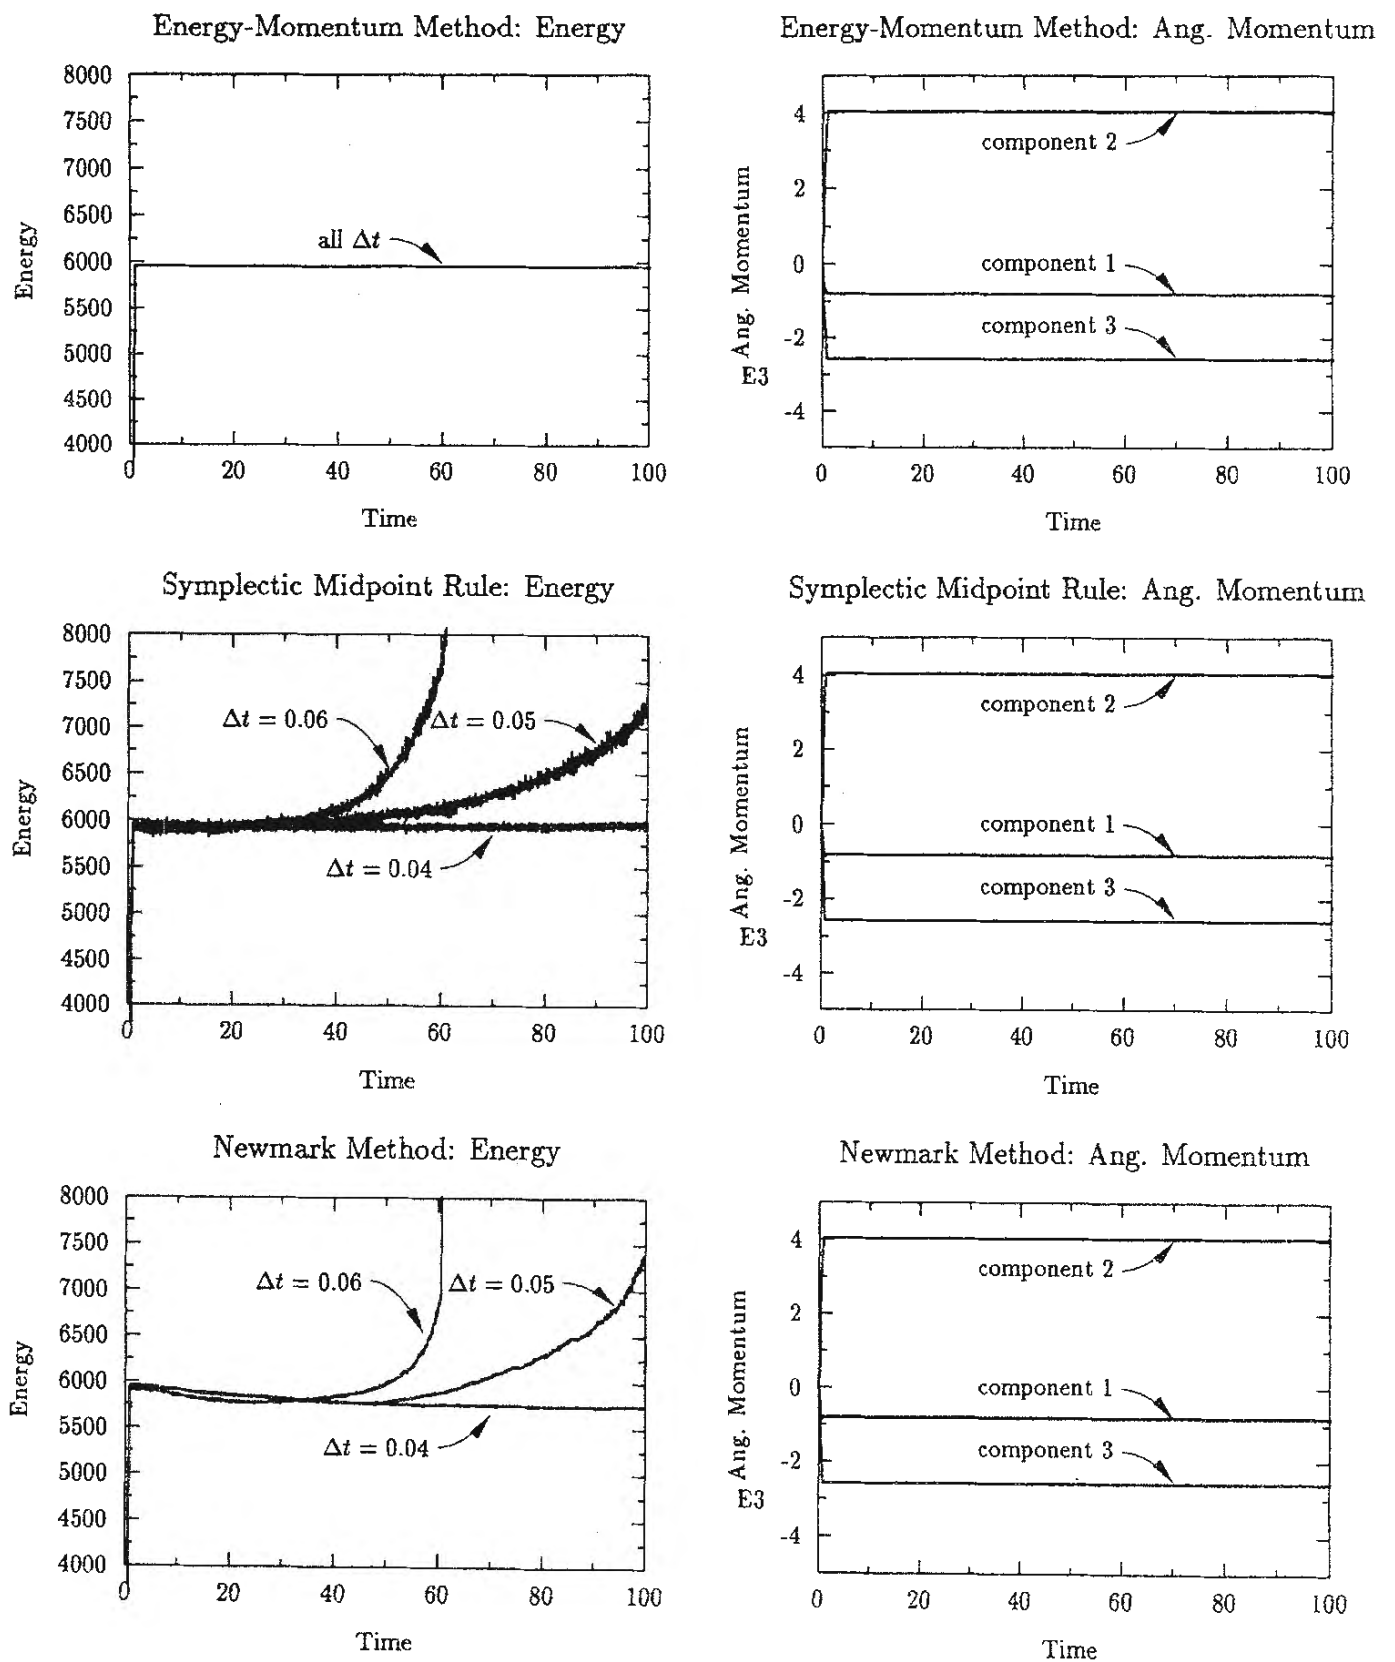 Energy-Momentum Method: Energy
8000
7500
7000
6500
6000
5500
5000
4500
4000
Energy
all Δt
0 20 40 60 80 100
Time
Energy-Momentum Method: Ang. Momentum
4
2
0
-2
-4
Ang. Momentum
E3
component 2
component 1
component 3
0 20 40 60 80 100
Time
Symplectic Midpoint Rule: Energy
8000
7500
7000
6500
6000
5500
5000
4500
4000
Energy
Δt = 0.06
Δt = 0.05
Δt = 0.04
0 20 40 60 80 100
Time
Symplectic Midpoint Rule: Ang. Momentum
4
2
0
-2
-4
Ang. Momentum
E3
component 2
component 1
component 3
0 20 40 60 80 100
Time
Newmark Method: Energy
8000
7500
7000
6500
6000
5500
5000
4500
4000
Energy
Δt = 0.06
Δt = 0.05
Δt = 0.04
0 20 40 60 80 100
Time
Newmark Method: Ang. Momentum
4
2
0
-2
-4
Ang. Momentum
E3
component 2
component 1
component 3
0 20 40 60 80 100
Time